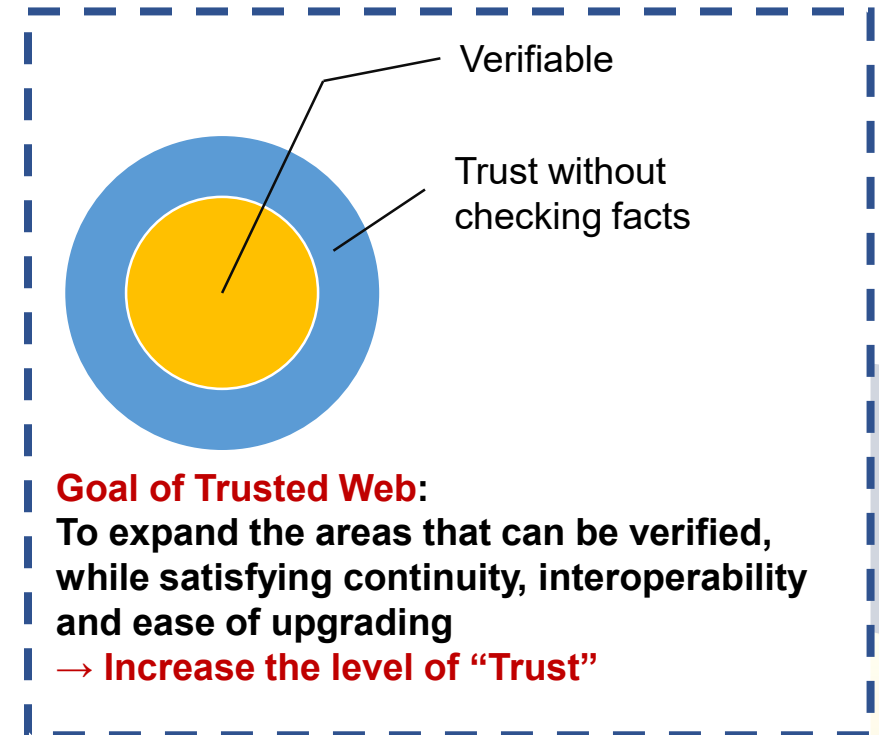 Verifiable
Trust without
checking facts
Goal of Trusted Web:
To expand the areas that can be verified,
while satisfying continuity, interoperability
and ease of upgrading
→ Increase the level of “Trust”